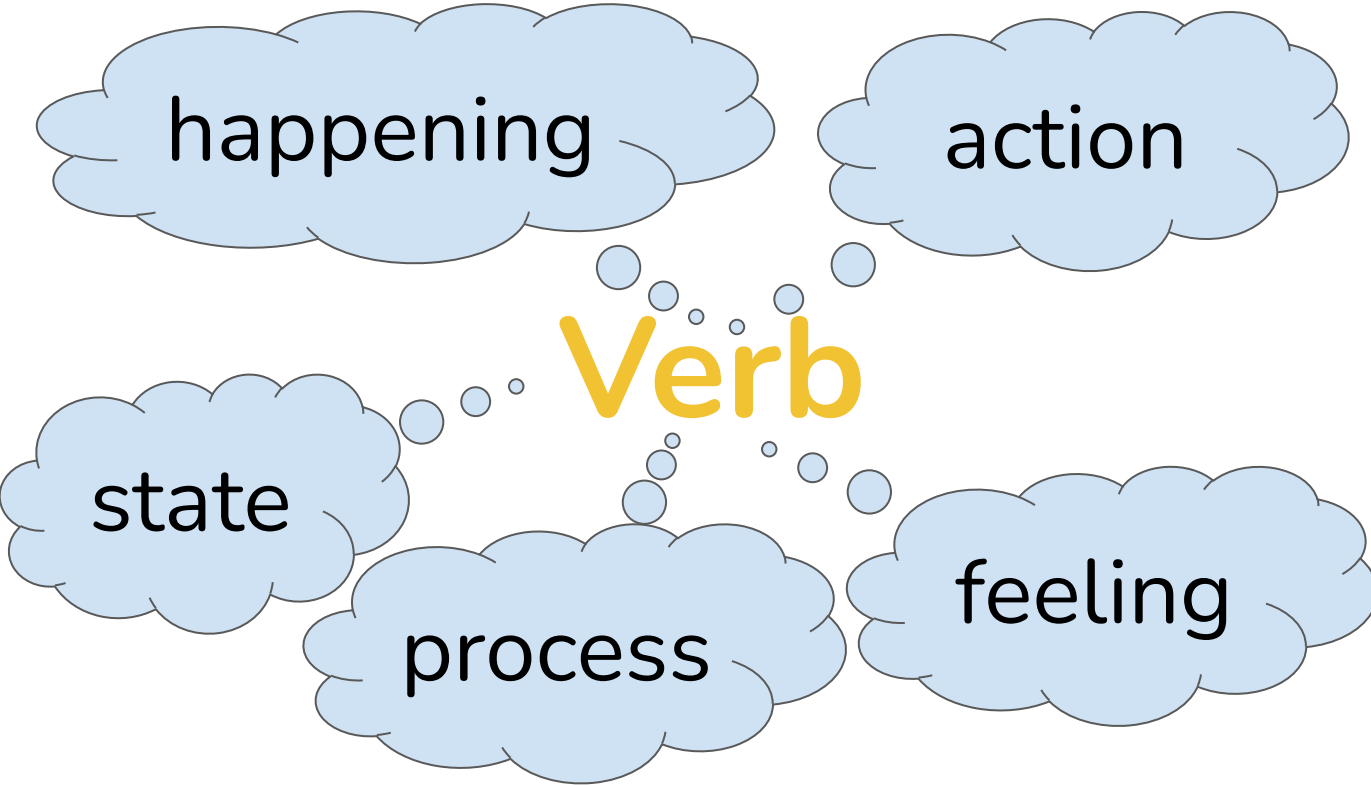 happening
action
Verb
state
feeling
process